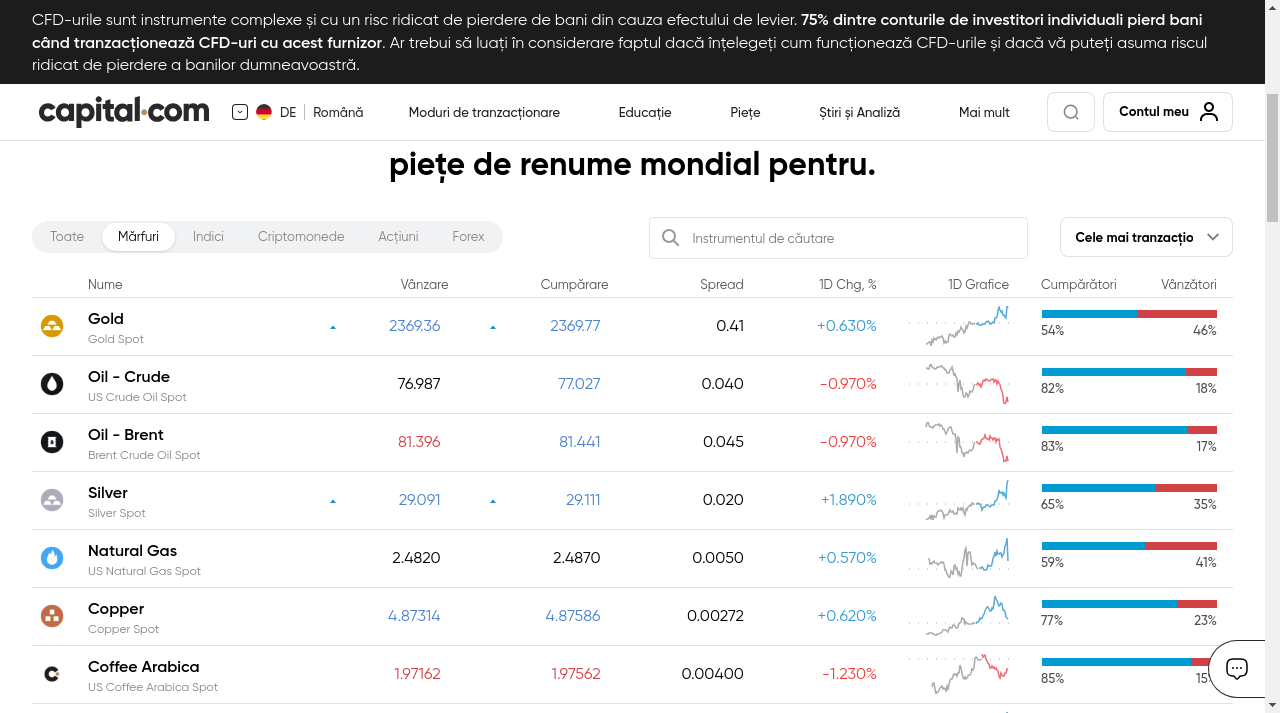 CFD-urile sunt instrumente complexe și cu un risc ridicat de pierdere de bani din cauza efectului de levier. 75% dintre conturile de investitori individuali pierd bani
când tranzacționează CFD-uri cu acest furnizor. Ar trebui să luați în considerare faptul dacă înțelegeți cum funcționează CFD-urile și dacă vă puteți asuma riscul
ridicat de pierdere a banilor dumneavoastră.
capital.com DE Română Moduri de tranzacționare Educație Piețe Știri și Analiză Mai mult Contul meu
piețe de renume mondial pentru.
Toate Mărfuri Indici Criptomonede Acțiuni Forex Instrumentul de căutare Cele mai tranzacțio
Nume Vânzare Cumpărare Spread 1D Chg, % 1D Grafice Cumpărători Vânzători
Gold 2369.36 2369.77 0.41 +0.630%
Gold Spot 54% 46%
Oil - Crude 76.987 77.027 0.040 -0.970%
US Crude Oil Spot 82% 18%
Oil - Brent 81.396 81.441 0.045 -0.970%
Brent Crude Oil Spot 83% 17%
Silver 29.091 29.111 0.020 +1.890%
Silver Spot 65% 35%
Natural Gas 2.4820 2.4870 0.0050 +0.570%
US Natural Gas Spot 59% 41%
Copper 4.87314 4.87586 0.00272 +0.620%
Copper Spot 77% 23%
Coffee Arabica 1.97162 1.97562 0.00400 -1.230%
US Coffee Arabica Spot 85% 15